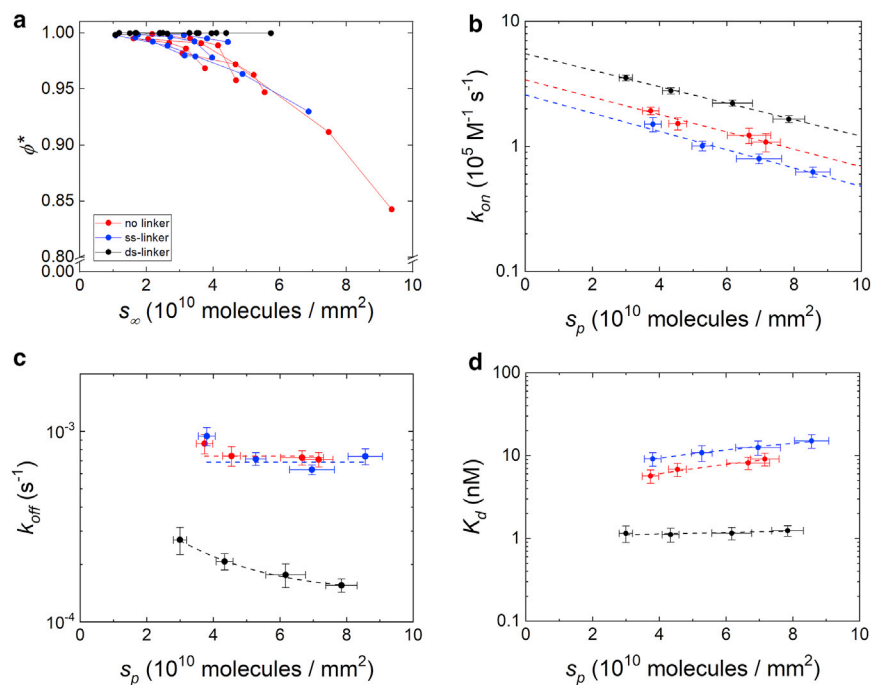 a
1.00
0.95
0.90
0.85
0.80
0.00
ϕ*
no linker
ss-linker
ds-linker
0 2 4 6 8 10
s∞ (10¹⁰ molecules / mm²)
b
10
1
0.1
kon (10⁵ M⁻¹ s⁻¹)
0 2 4 6 8 10
sp (10¹⁰ molecules / mm²)
c
10⁻³
10⁻⁴
koff (s⁻¹)
0 2 4 6 8 10
sp (10¹⁰ molecules / mm²)
d
100
10
1
0.1
Kd (nM)
0 2 4 6 8 10
sp (10¹⁰ molecules / mm²)